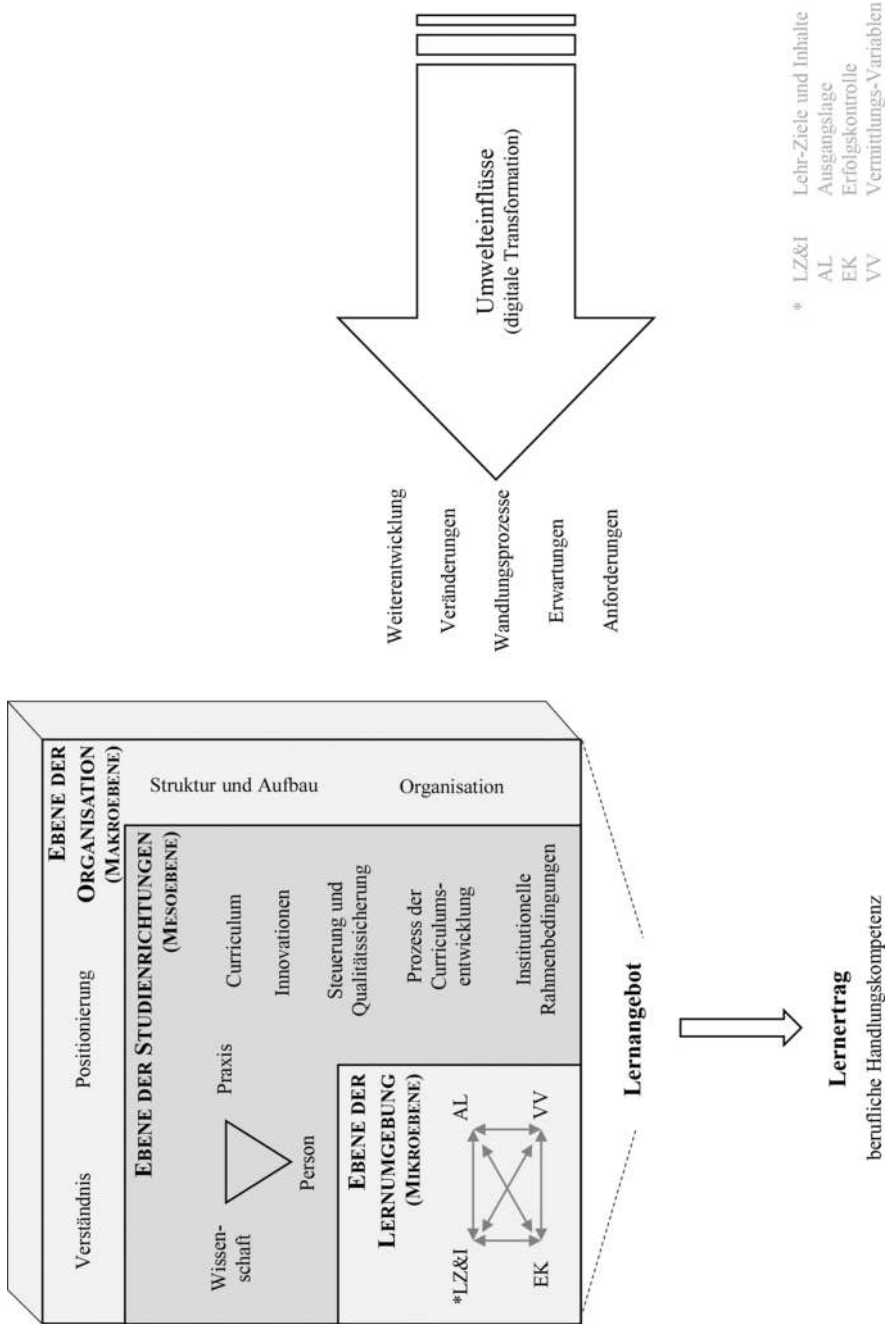 EBENE DER
ORGANISATION
(MAKROEBENE)
Verständnis
Positionierung
Struktur und Aufbau
Organisation
EBENE DER STUDIENRICHTUNGEN
(MESOEBENE)
Wissen-
schaft
Praxis
Person
Curriculum
Innovationen
Steuerung und
Qualitätssicherung
Prozess der
Curriculums-
entwicklung
Institutionelle
Rahmenbedingungen
EBENE DER
LERNUMGEBUNG
(MIKROEBENE)
*LZ&I
AL
EK
VV
Lernangebot
Lernertrag
berufliche Handlungskompetenz
Weiterentwicklung
Veränderungen
Wandlungsprozesse
Erwartungen
Anforderungen
Umwelteinflüsse
(digitale Transformation)
* LZ&I Lehr-Ziele und Inhalte
AL Ausgangslage
EK Erfolgskontrolle
VV Vermittlungs-Variablen